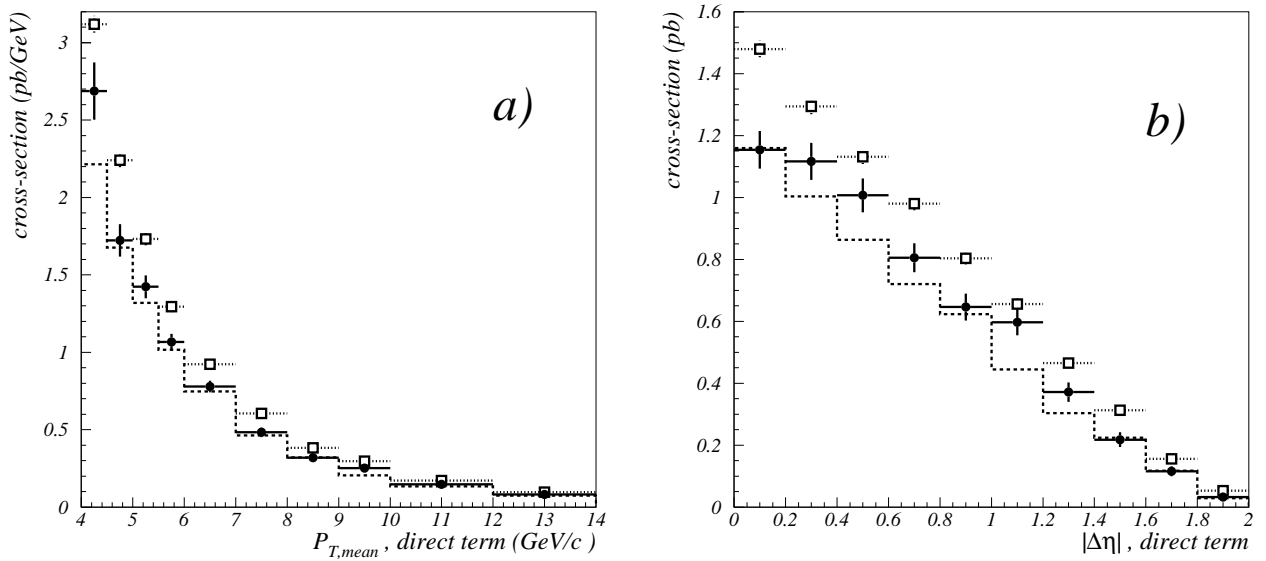 cross-section (pb/GeV)
3
2.5
2
1.5
1
0.5
0
a)
4 5 6 7 8 9 10 11 12 13 14
P_T,mean , direct term (GeV/c )
cross-section (pb)
1.6
1.4
1.2
1
0.8
0.6
0.4
0.2
0
b)
0 0.2 0.4 0.6 0.8 1 1.2 1.4 1.6 1.8 2
|Δη| , direct term